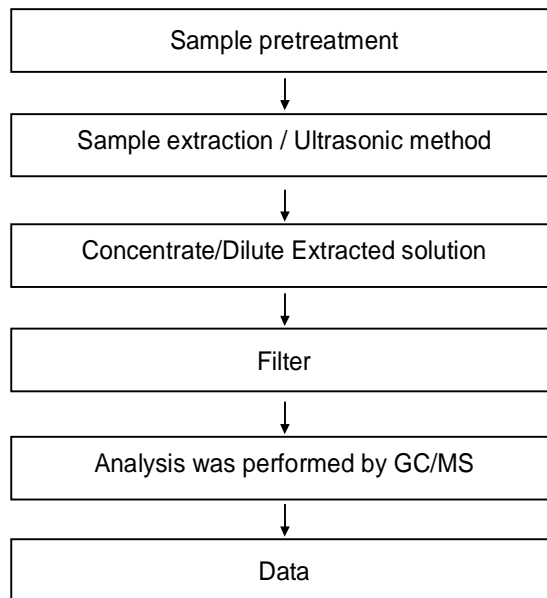 Sample pretreatment
Sample extraction / Ultrasonic method
Concentrate/Dilute Extracted solution
Filter
Analysis was performed by GC/MS
Data